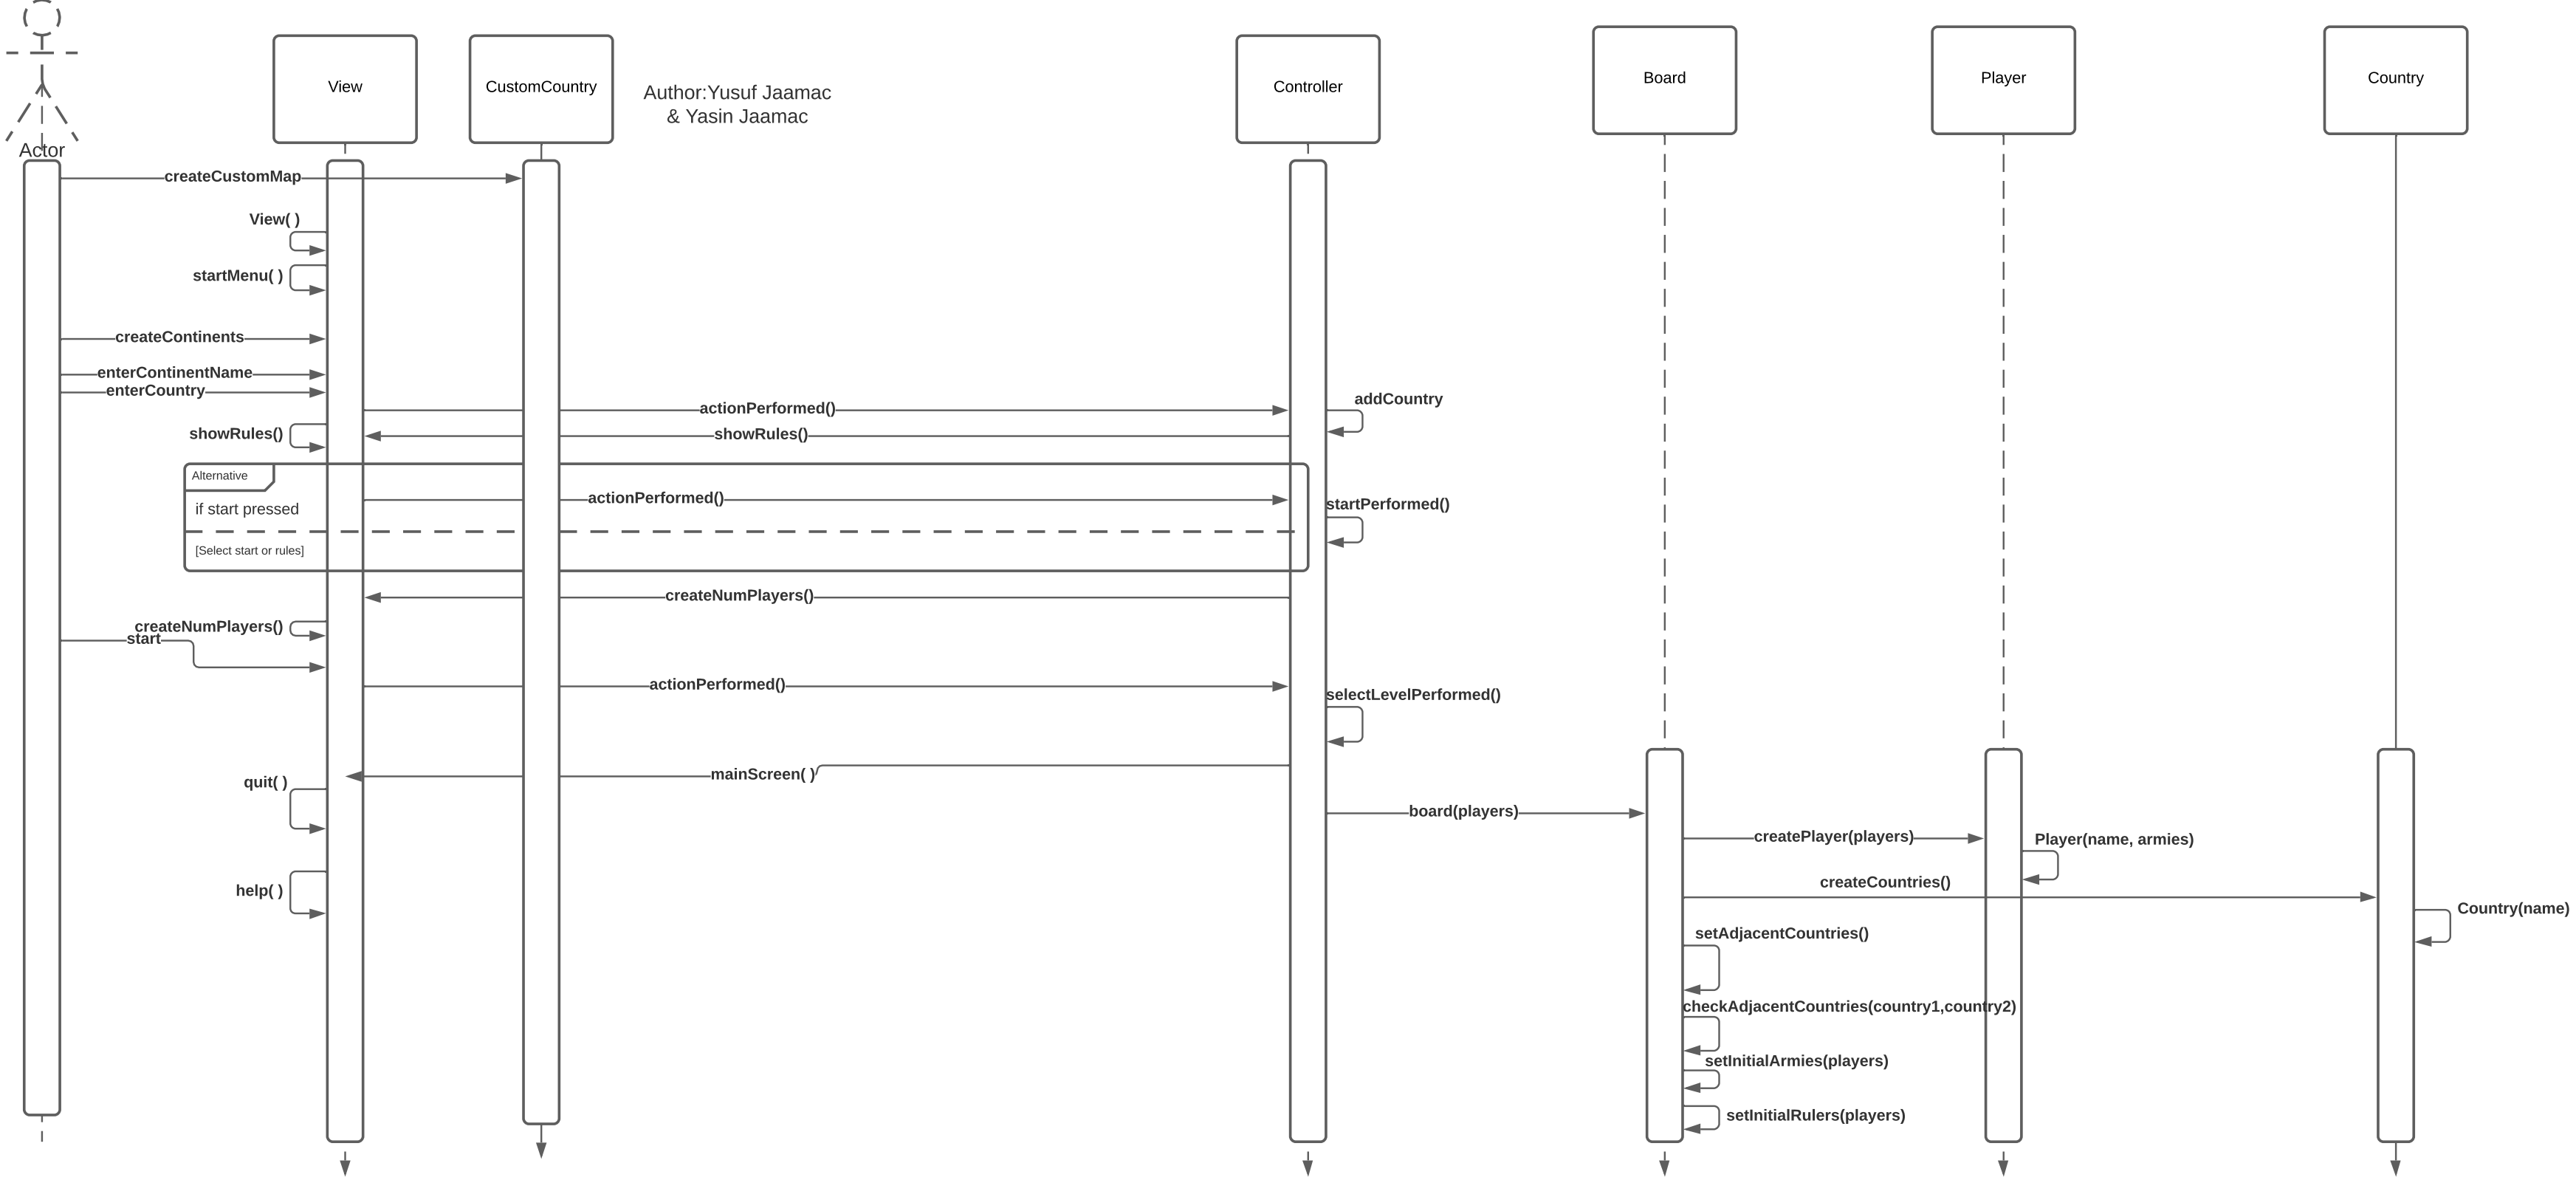 View
CustomCountry
Author:Yusuf Jaamac
& Yasin Jaamac
Controller
Board
Player
Country
Actor
createCustomMap
View( )
startMenu( )
createContinents
enterContinentName
enterCountry
actionPerformed()
addCountry
showRules()
showRules()
Alternative
actionPerformed()
startPerformed()
if start pressed
[Select start or rules]
createNumPlayers()
createNumPlayers()
start
actionPerformed()
selectLevelPerformed()
mainScreen( )
quit( )
board(players)
createPlayer(players)
Player(name, armies)
createCountries()
help( )
Country(name)
setAdjacentCountries()
checkAdjacentCountries(country1,country2)
setInitialArmies(players)
setInitialRulers(players)